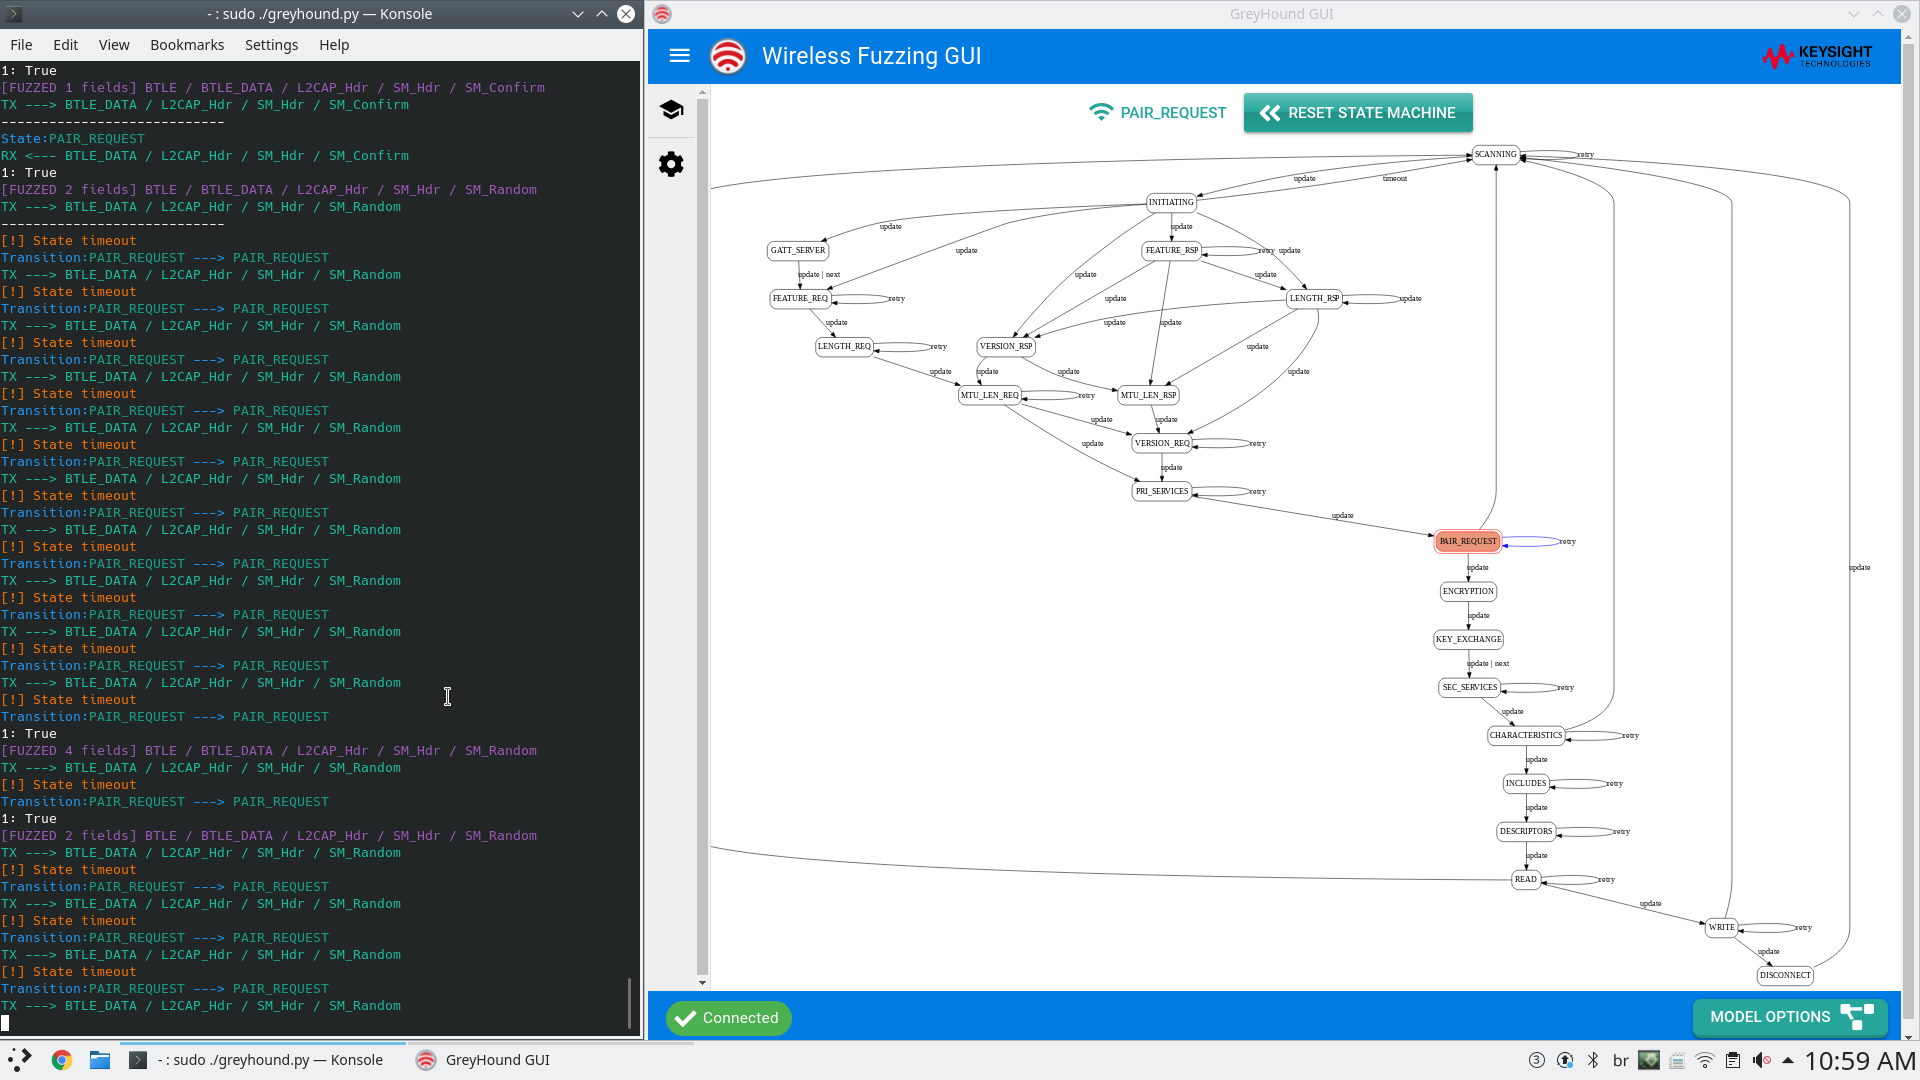 - : sudo ./greyhound.py — Konsole
File Edit View Bookmarks Settings Help
1: True
[FUZZED 1 fields] BTLE / BTLE_DATA / L2CAP_Hdr / SM_Hdr / SM_Confirm
TX ---> BTLE_DATA / L2CAP_Hdr / SM_Hdr / SM_Confirm
----------------------------
State:PAIR_REQUEST
RX <--- BTLE_DATA / L2CAP_Hdr / SM_Hdr / SM_Confirm
1: True
[FUZZED 2 fields] BTLE / BTLE_DATA / L2CAP_Hdr / SM_Hdr / SM_Random
TX ---> BTLE_DATA / L2CAP_Hdr / SM_Hdr / SM_Random
----------------------------
[!] State timeout
Transition:PAIR_REQUEST ---> PAIR_REQUEST
TX ---> BTLE_DATA / L2CAP_Hdr / SM_Hdr / SM_Random
[!] State timeout
Transition:PAIR_REQUEST ---> PAIR_REQUEST
TX ---> BTLE_DATA / L2CAP_Hdr / SM_Hdr / SM_Random
[!] State timeout
Transition:PAIR_REQUEST ---> PAIR_REQUEST
TX ---> BTLE_DATA / L2CAP_Hdr / SM_Hdr / SM_Random
[!] State timeout
Transition:PAIR_REQUEST ---> PAIR_REQUEST
TX ---> BTLE_DATA / L2CAP_Hdr / SM_Hdr / SM_Random
[!] State timeout
Transition:PAIR_REQUEST ---> PAIR_REQUEST
TX ---> BTLE_DATA / L2CAP_Hdr / SM_Hdr / SM_Random
[!] State timeout
Transition:PAIR_REQUEST ---> PAIR_REQUEST
TX ---> BTLE_DATA / L2CAP_Hdr / SM_Hdr / SM_Random
[!] State timeout
Transition:PAIR_REQUEST ---> PAIR_REQUEST
TX ---> BTLE_DATA / L2CAP_Hdr / SM_Hdr / SM_Random
[!] State timeout
Transition:PAIR_REQUEST ---> PAIR_REQUEST
TX ---> BTLE_DATA / L2CAP_Hdr / SM_Hdr / SM_Random
[!] State timeout
Transition:PAIR_REQUEST ---> PAIR_REQUEST
TX ---> BTLE_DATA / L2CAP_Hdr / SM_Hdr / SM_Random
[!] State timeout
Transition:PAIR_REQUEST ---> PAIR_REQUEST
1: True
[FUZZED 4 fields] BTLE / BTLE_DATA / L2CAP_Hdr / SM_Hdr / SM_Random
TX ---> BTLE_DATA / L2CAP_Hdr / SM_Hdr / SM_Random
[!] State timeout
Transition:PAIR_REQUEST ---> PAIR_REQUEST
1: True
[FUZZED 2 fields] BTLE / BTLE_DATA / L2CAP_Hdr / SM_Hdr / SM_Random
TX ---> BTLE_DATA / L2CAP_Hdr / SM_Hdr / SM_Random
[!] State timeout
Transition:PAIR_REQUEST ---> PAIR_REQUEST
TX ---> BTLE_DATA / L2CAP_Hdr / SM_Hdr / SM_Random
[!] State timeout
Transition:PAIR_REQUEST ---> PAIR_REQUEST
TX ---> BTLE_DATA / L2CAP_Hdr / SM_Hdr / SM_Random
[!] State timeout
Transition:PAIR_REQUEST ---> PAIR_REQUEST
TX ---> BTLE_DATA / L2CAP_Hdr / SM_Hdr / SM_Random
GreyHound GUI
Wireless Fuzzing GUI
KEYSIGHT
TECHNOLOGIES
PAIR_REQUEST
RESET STATE MACHINE
SCANNING retry
update timeout
INITIATING
update update
GATT_SERVER update FEATURE_RSP retry update
update | next update update
FEATURE_REQ retry update LENGTH_RSP update
update update update
LENGTH_REQ retry VERSION_RSP update
update update update update
MTU_LEN_REQ retry MTU_LEN_RSP
update update
update VERSION_REQ retry
update
PRI_SERVICES retry
update
PAIR_REQUEST retry
update update
ENCRYPTION
update
KEY_EXCHANGE
update | next
SEC_SERVICES retry
update
CHARACTERISTICS retry
update
INCLUDES retry
update
DESCRIPTORS retry
update
READ retry
update
WRITE retry
update
DISCONNECT
Connected
MODEL OPTIONS
- : sudo ./greyhound.py — Konsole GreyHound GUI 3 br 10:59 AM